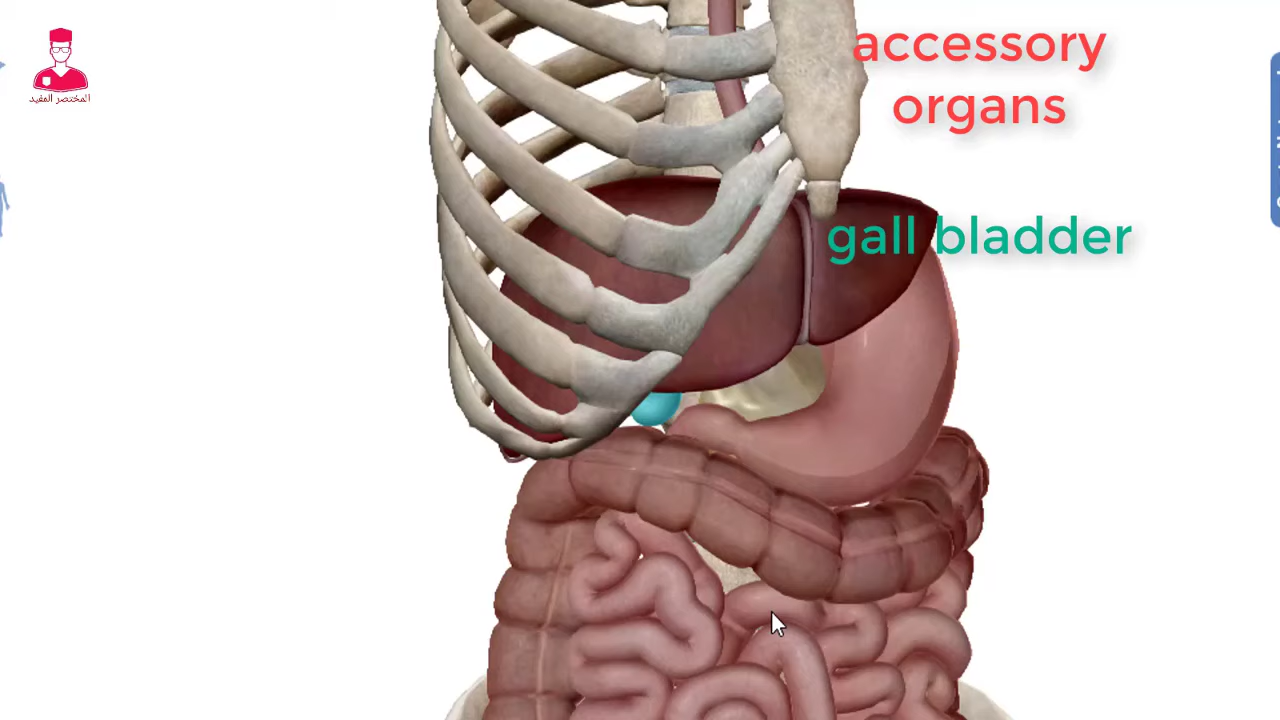 المختصر المفيد
accessory
organs
gall bladder